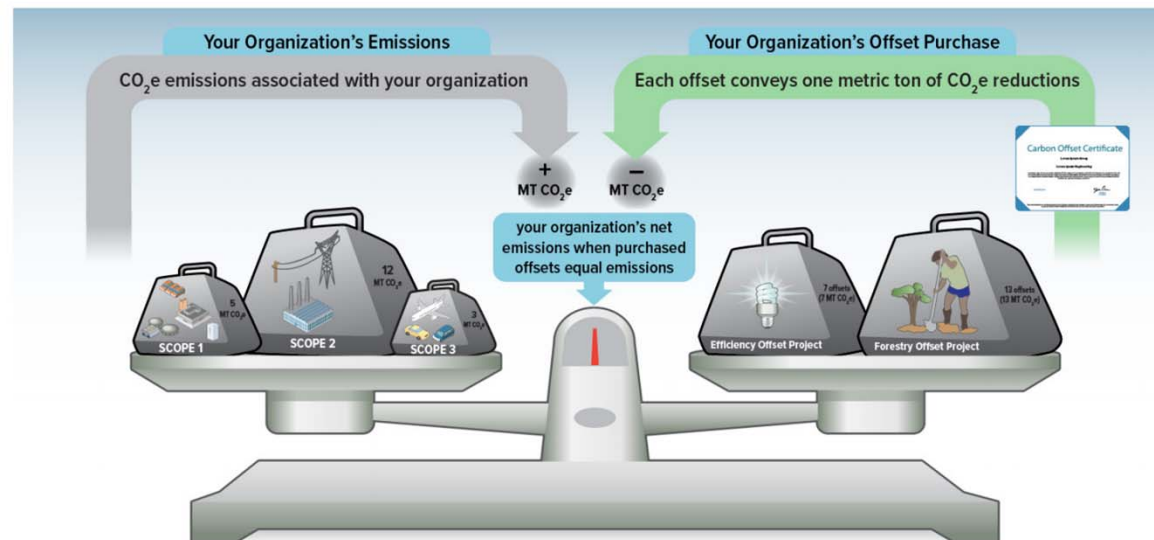 Your Organization's Emissions
CO₂e emissions associated with your organization
Your Organization's Offset Purchase
Each offset conveys one metric ton of CO₂e reductions
Carbon Offset Certificate
+
MT CO₂e
−
MT CO₂e
your organization's net
emissions when purchased
offsets equal emissions
5
MT CO₂e
SCOPE 1
12
MT CO₂e
SCOPE 2
3
MT CO₂e
SCOPE 3
7 offsets
(7 MT CO₂e)
Efficiency Offset Project
13 offsets
(13 MT CO₂e)
Forestry Offset Project